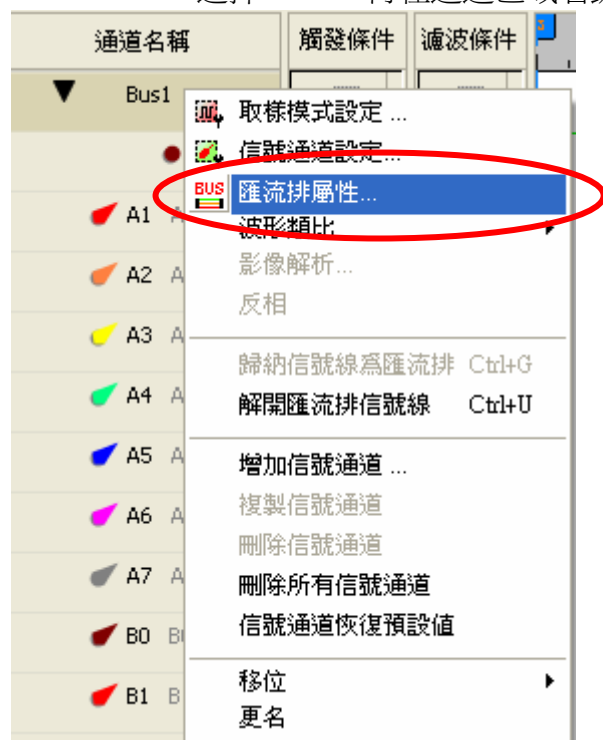 通道名稱 觸發條件 濾波條件
Bus1
取樣模式設定 ...
信號通道設定...
BUS 匯流排屬性...
A1 A
波形類比
影像解析...
A2 A
反相
A3 A
歸納信號線爲匯流排 Ctrl+G
A4 A
解開匯流排信號線 Ctrl+U
A5 A
增加信號通道 ...
A6 A
複製信號通道
刪除信號通道
A7 A
刪除所有信號通道
B0 B
信號通道恢復預設值
移位
B1 B
更名